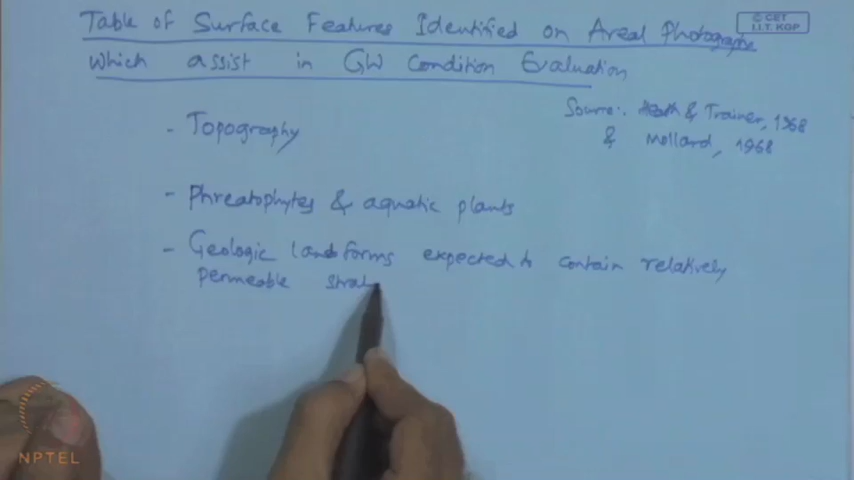 Table of Surface Features Identified on Areal Photographs
© CET
I.I.T. KGP
Which assist in GW Condition Evaluation
Source:. Heath & Trainer, 1968
& Mollard, 1968
- Topography
- Phreatophytes & aquatic plants
- Geologic landforms expected to contain relatively
permeable strat
NPTEL